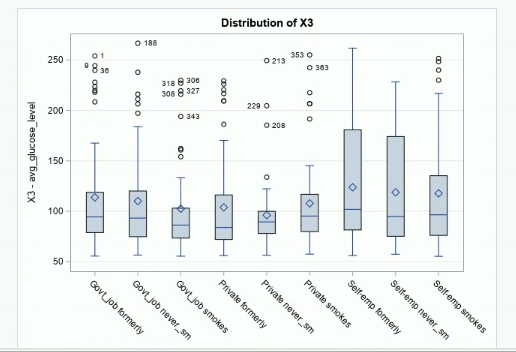 Distribution of X3
X3 - avg_glucose_level
250
200
150
100
50
1
9
36
188
318
306
327
308
343
213
229
208
353
363
Govt_job formerly
Govt_job never_sm
Govt_job smokes
Private formerly
Private never_sm
Private smokes
Self-emp formerly
Self-emp never_sm
Self-emp smokes